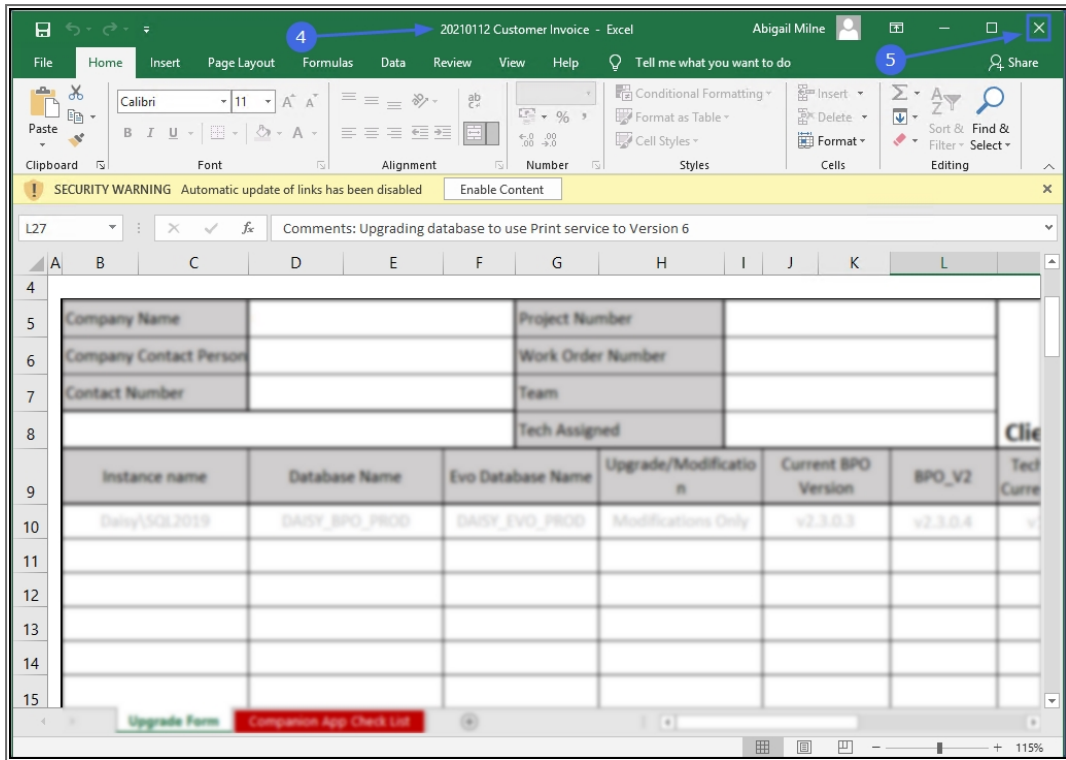 4
20210112 Customer Invoice - Excel
Abigail Milne
5
File Home Insert Page Layout Formulas Data Review View Help Tell me what you want to do Share
Paste
Calibri 11
B I U
ab
% ,
Conditional Formatting
Format as Table
Cell Styles
Insert
Delete
Format
Sort & Filter
Find & Select
Clipboard Font Alignment Number Styles Cells Editing
SECURITY WARNING Automatic update of links has been disabled Enable Content
L27 fx Comments: Upgrading database to use Print service to Version 6
A B C D E F G H I J K L
4
5 Company Name Project Number
6 Company Contact Person Work Order Number
7 Contact Number Team
8 Tech Assigned Clie
9 Instance name Database Name Evo Database Name Upgrade/Modification Current BPO Version BPO_V2 Tech Curre
10 Daisy\SQL2019 DAISY_BPO_PROD DAISY_EVO_PROD Modifications Only v2.3.0.3 v2.3.0.4
11
12
13
14
15
Upgrade Form Companion App Check List
115%